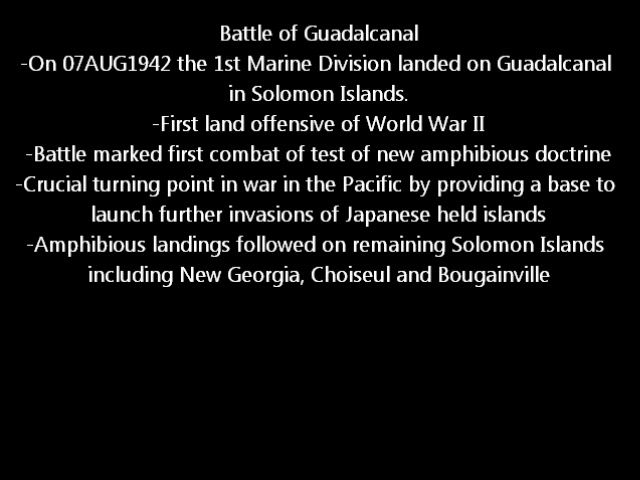 Battle of Guadalcanal
-On 07AUG1942 the 1st Marine Division landed on Guadalcanal
in Solomon Islands.
-First land offensive of World War II
-Battle marked first combat of test of new amphibious doctrine
-Crucial turning point in war in the Pacific by providing a base to
launch further invasions of Japanese held islands
-Amphibious landings followed on remaining Solomon Islands
including New Georgia, Choiseul and Bougainville